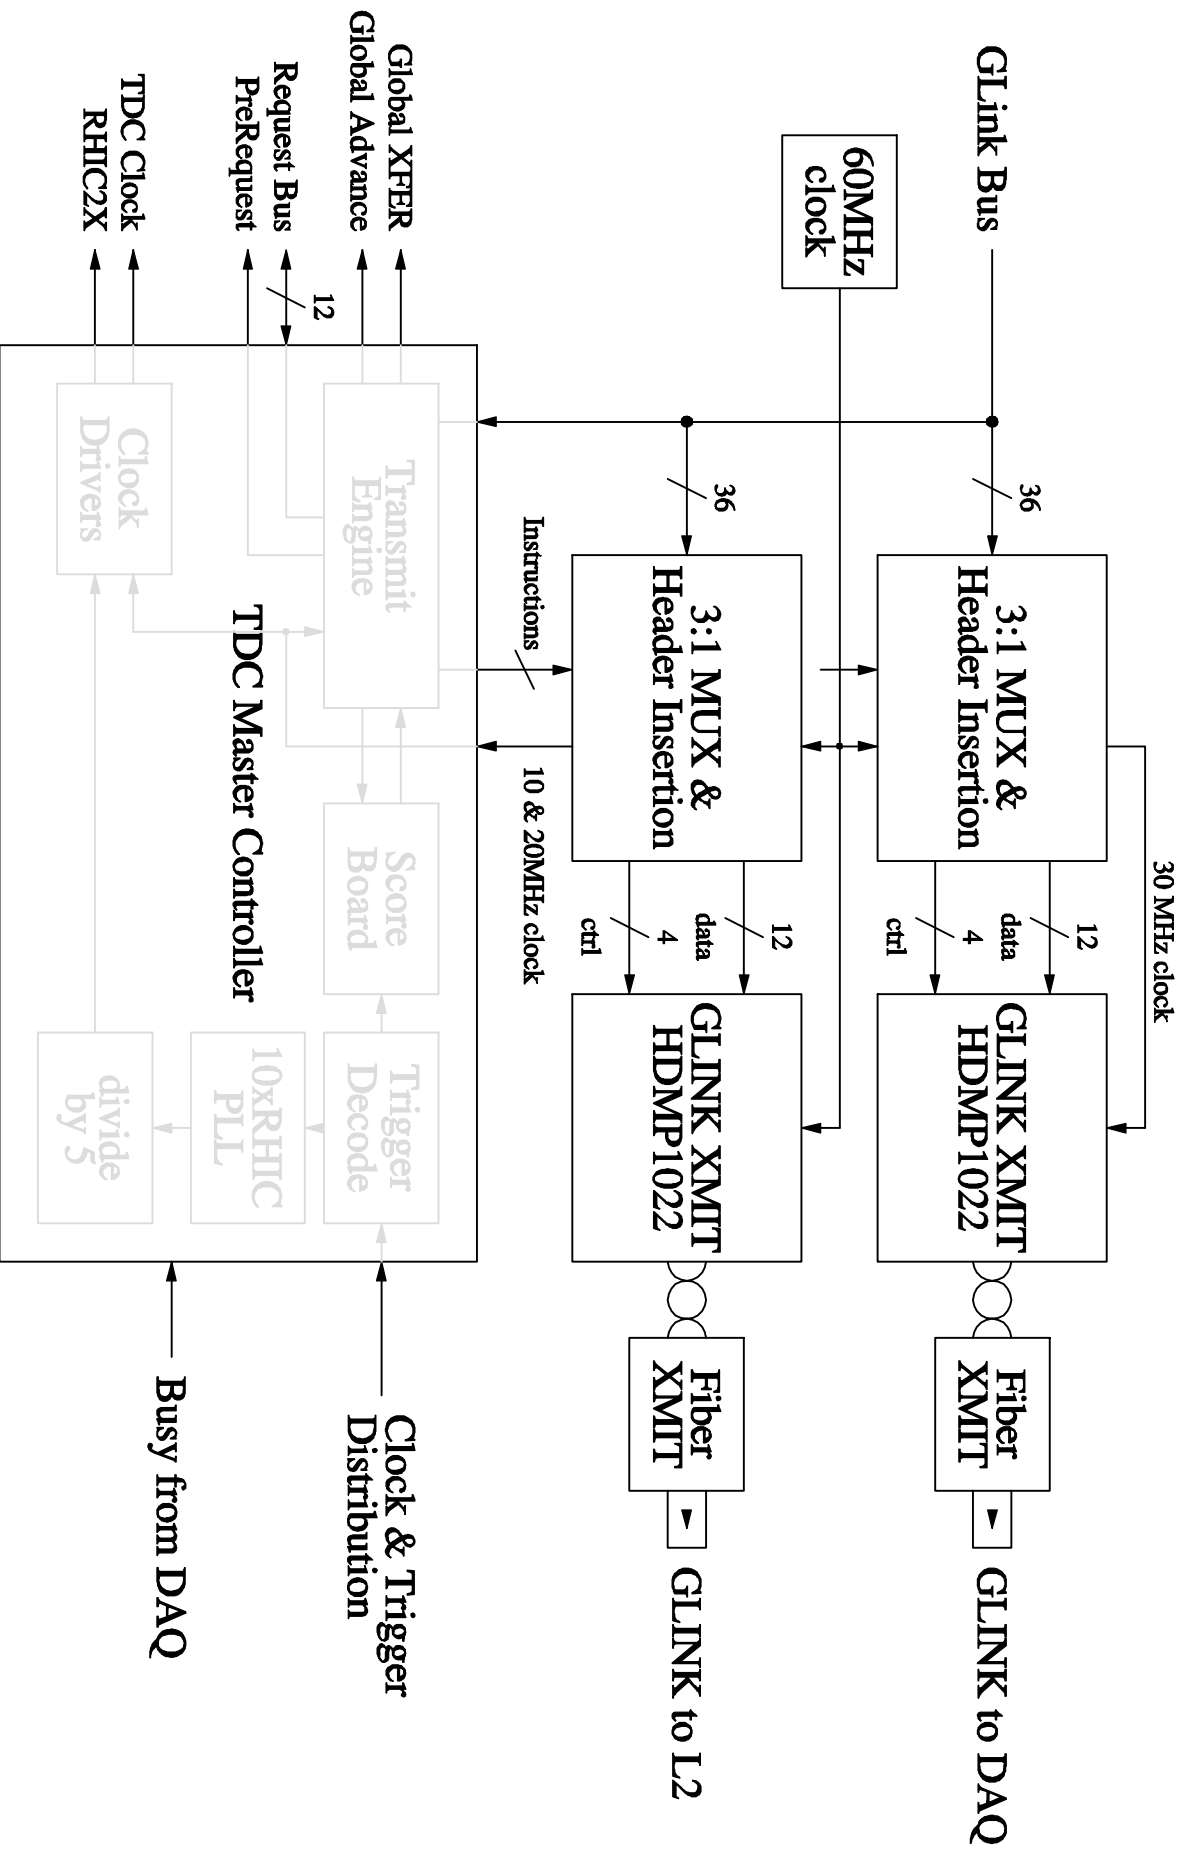 GLink Bus
36
3:1 MUX &
Header Insertion
30 MHz clock
12
data
4
ctrl
GLINK XMIT
HDMP1022
Fiber
XMIT
GLINK to DAQ
60MHz
clock
36
3:1 MUX &
Header Insertion
12
data
4
ctrl
GLINK XMIT
HDMP1022
Fiber
XMIT
GLINK to L2
Instructions
10 & 20MHz clock
Global XFER
Global Advance
Request Bus
12
PreRequest
TDC Clock
RHIC2X
Transmit
Engine
Score
Board
Trigger
Decode
Clock & Trigger
Distribution
TDC Master Controller
10xRHIC
PLL
Clock
Drivers
divide
by 5
Busy from DAQ